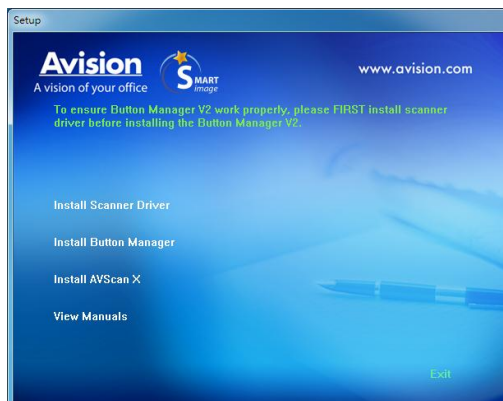 Setup
Avision
A vision of your office
SMART
Image
www.avision.com
To ensure Button Manager V2 work properly, please FIRST install scanner
driver before installing the Button Manager V2.
Install Scanner Driver
Install Button Manager
Install AVScan X
View Manuals
Exit